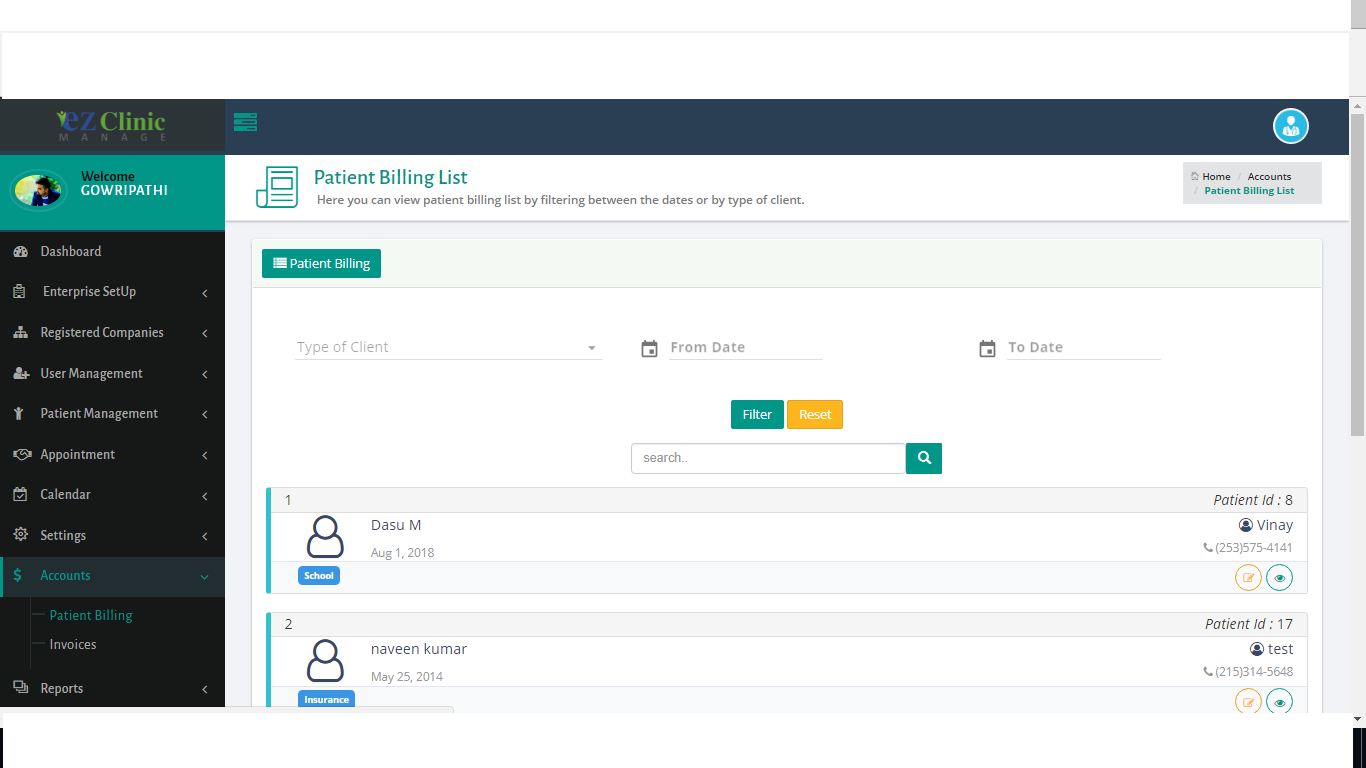 eZ Clinic
MANAGE
Welcome
GOWRIPATHI
Dashboard
Enterprise SetUp
Registered Companies
User Management
Patient Management
Appointment
Calendar
Settings
Accounts
Patient Billing
Invoices
Reports
Patient Billing List
Here you can view patient billing list by filtering between the dates or by type of client.
Home / Accounts
/ Patient Billing List
Patient Billing
Type of Client
From Date
To Date
Filter
Reset
search..
1
Patient Id : 8
Dasu M
Vinay
Aug 1, 2018
(253)575-4141
School
2
Patient Id : 17
naveen kumar
test
May 25, 2014
(215)314-5648
Insurance